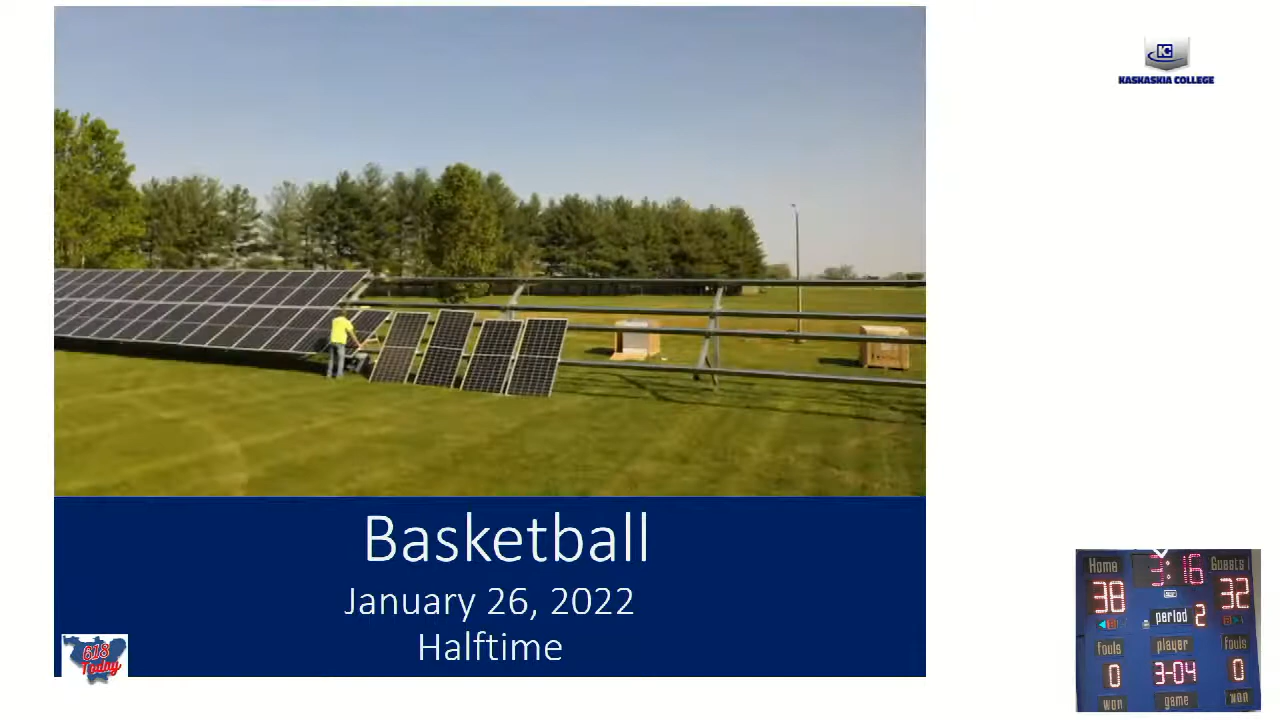 KC
KASKASKIA COLLEGE
Basketball
January 26, 2022
Halftime
618
Today
Home 3:16 Guests
38 32
period 2
fouls player fouls
0 3-04 0
won game won